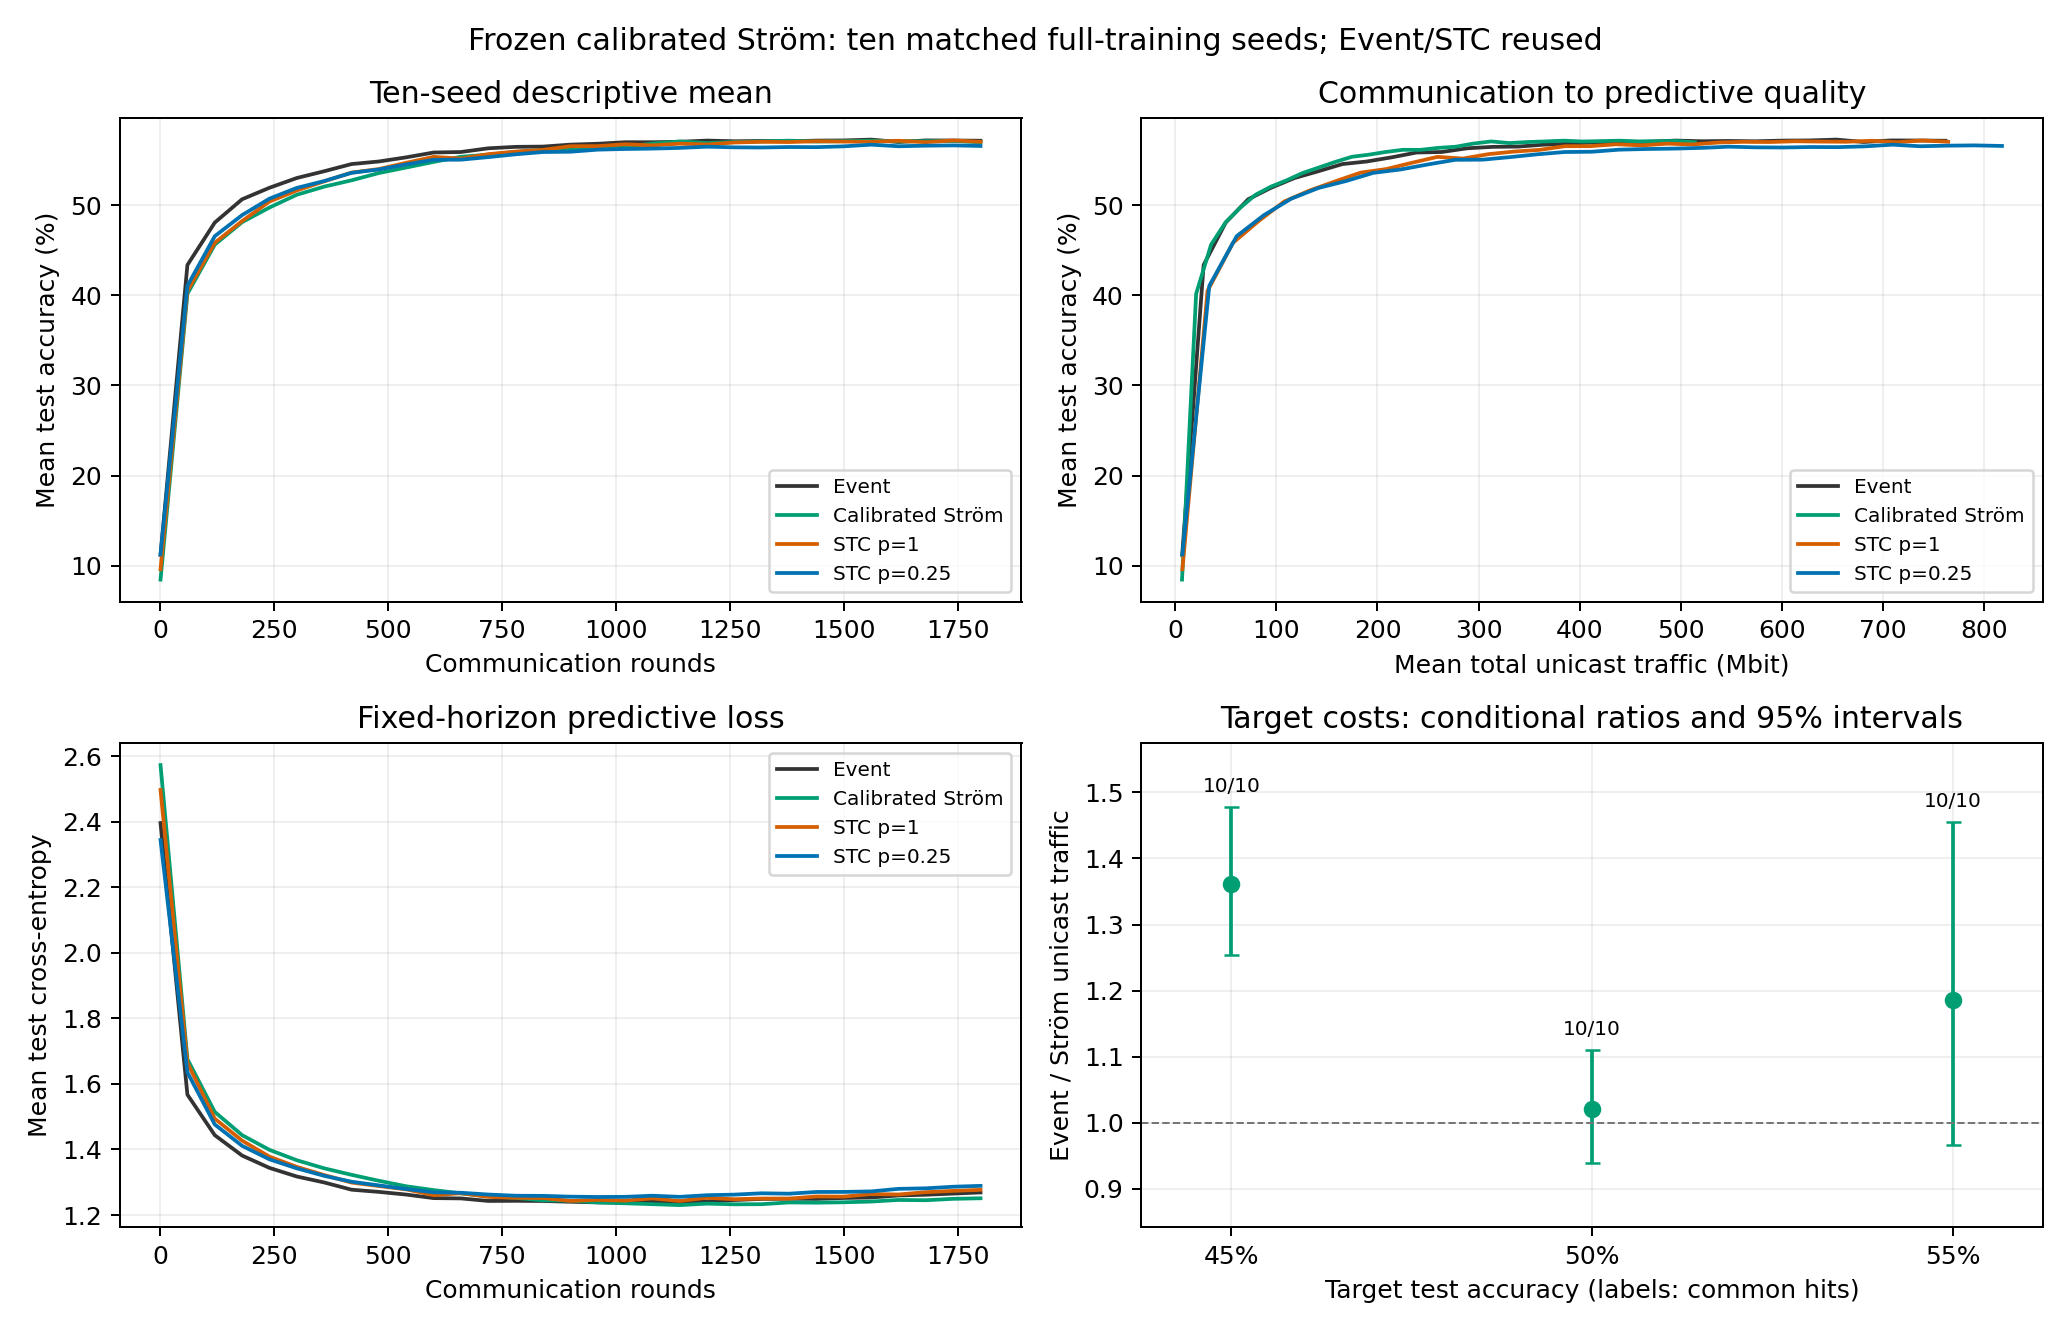 Frozen calibrated Ström: ten matched full-training seeds; Event/STC reused
Ten-seed descriptive mean
Mean test accuracy (%)
50
40
30
20
10
0 250 500 750 1000 1250 1500 1750
Communication rounds
Event
Calibrated Ström
STC p=1
STC p=0.25
Communication to predictive quality
Mean test accuracy (%)
50
40
30
20
10
0 100 200 300 400 500 600 700 800
Mean total unicast traffic (Mbit)
Event
Calibrated Ström
STC p=1
STC p=0.25
Fixed-horizon predictive loss
Mean test cross-entropy
2.6
2.4
2.2
2.0
1.8
1.6
1.4
1.2
0 250 500 750 1000 1250 1500 1750
Communication rounds
Event
Calibrated Ström
STC p=1
STC p=0.25
Target costs: conditional ratios and 95% intervals
Event / Ström unicast traffic
1.5
1.4
1.3
1.2
1.1
1.0
0.9
10/10
10/10
10/10
45% 50% 55%
Target test accuracy (labels: common hits)